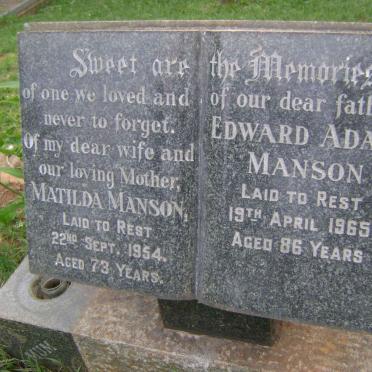 Sweet are
of one we loved and
never to forget.
Of my dear wife and
our loving Mother,
MATILDA MANSON,
LAID TO REST
22ND SEPT. 1954.
AGED 73 YEARS.
the Memories
of our dear
EDWARD
MANSON
LAID TO REST
19TH APRIL 1965
AGED 86 YEARS